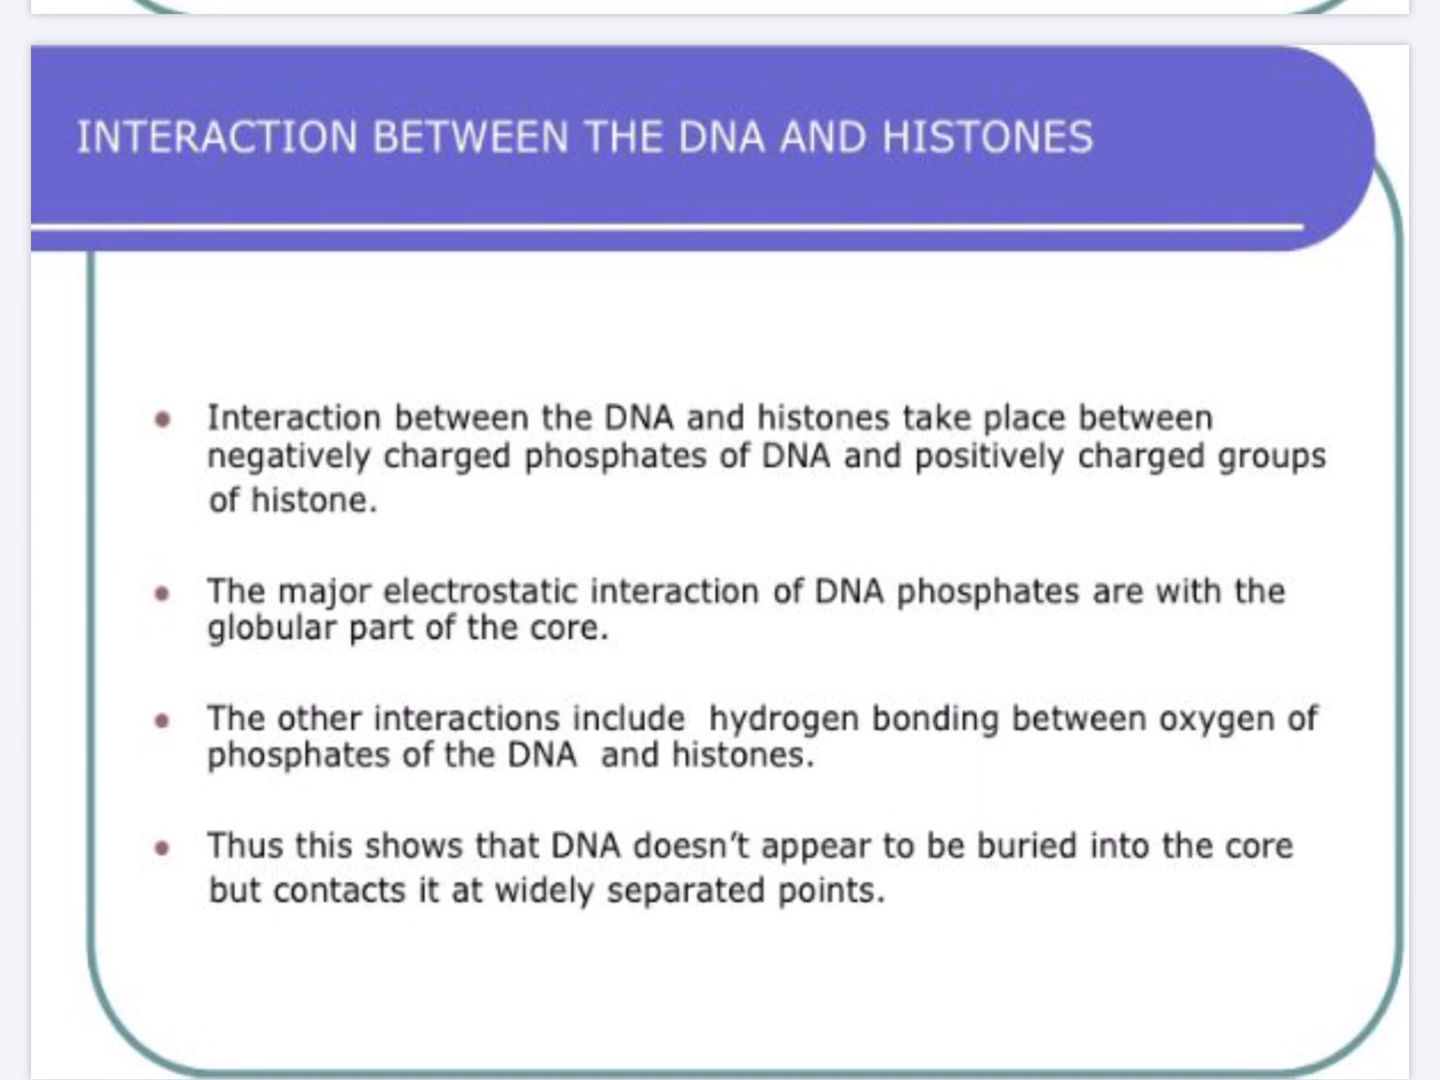 INTERACTION BETWEEN THE DNA AND HISTONES
Interaction between the DNA and histones take place between
negatively charged phosphates of DNA and positively charged groups
of histone.
The major electrostatic interaction of DNA phosphates are with the
globular part of the core.
The other interactions include  hydrogen bonding between oxygen of
phosphates of the DNA  and histones.
Thus this shows that DNA doesn’t appear to be buried into the core
but contacts it at widely separated points.